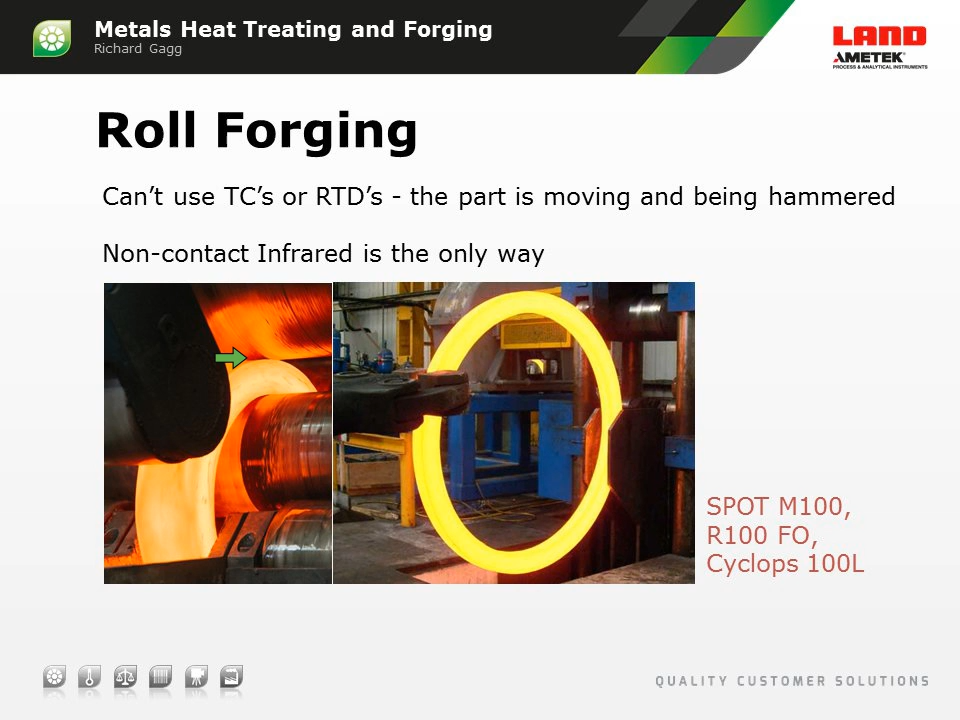 Metals Heat Treating and Forging
Richard Gagg
LAND
AMETEK®
PROCESS & ANALYTICAL INSTRUMENTS
Roll Forging
Can’t use TC’s or RTD’s - the part is moving and being hammered
Non-contact Infrared is the only way
SPOT M100,
R100 FO,
Cyclops 100L
QUALITY CUSTOMER SOLUTIONS